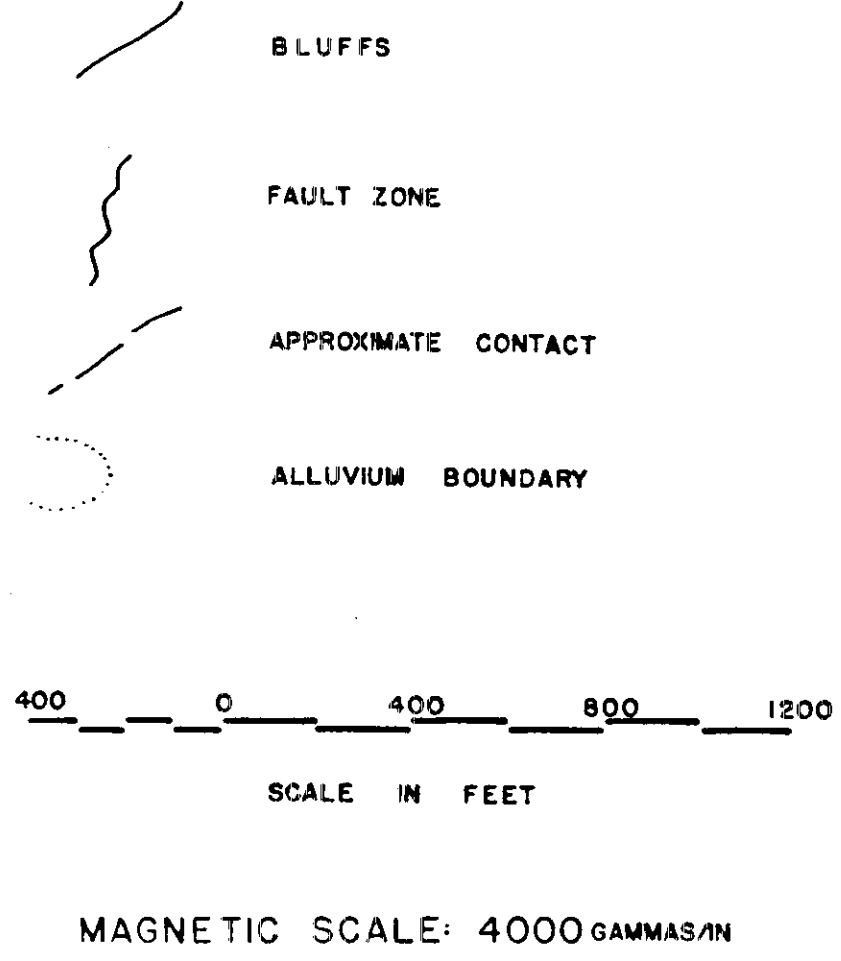 BLUFFS
FAULT ZONE
APPROXIMATE CONTACT
ALLUVIUM BOUNDARY
400 0 400 800 1200
SCALE IN FEET
MAGNETIC SCALE: 4000 GAMMAS/IN